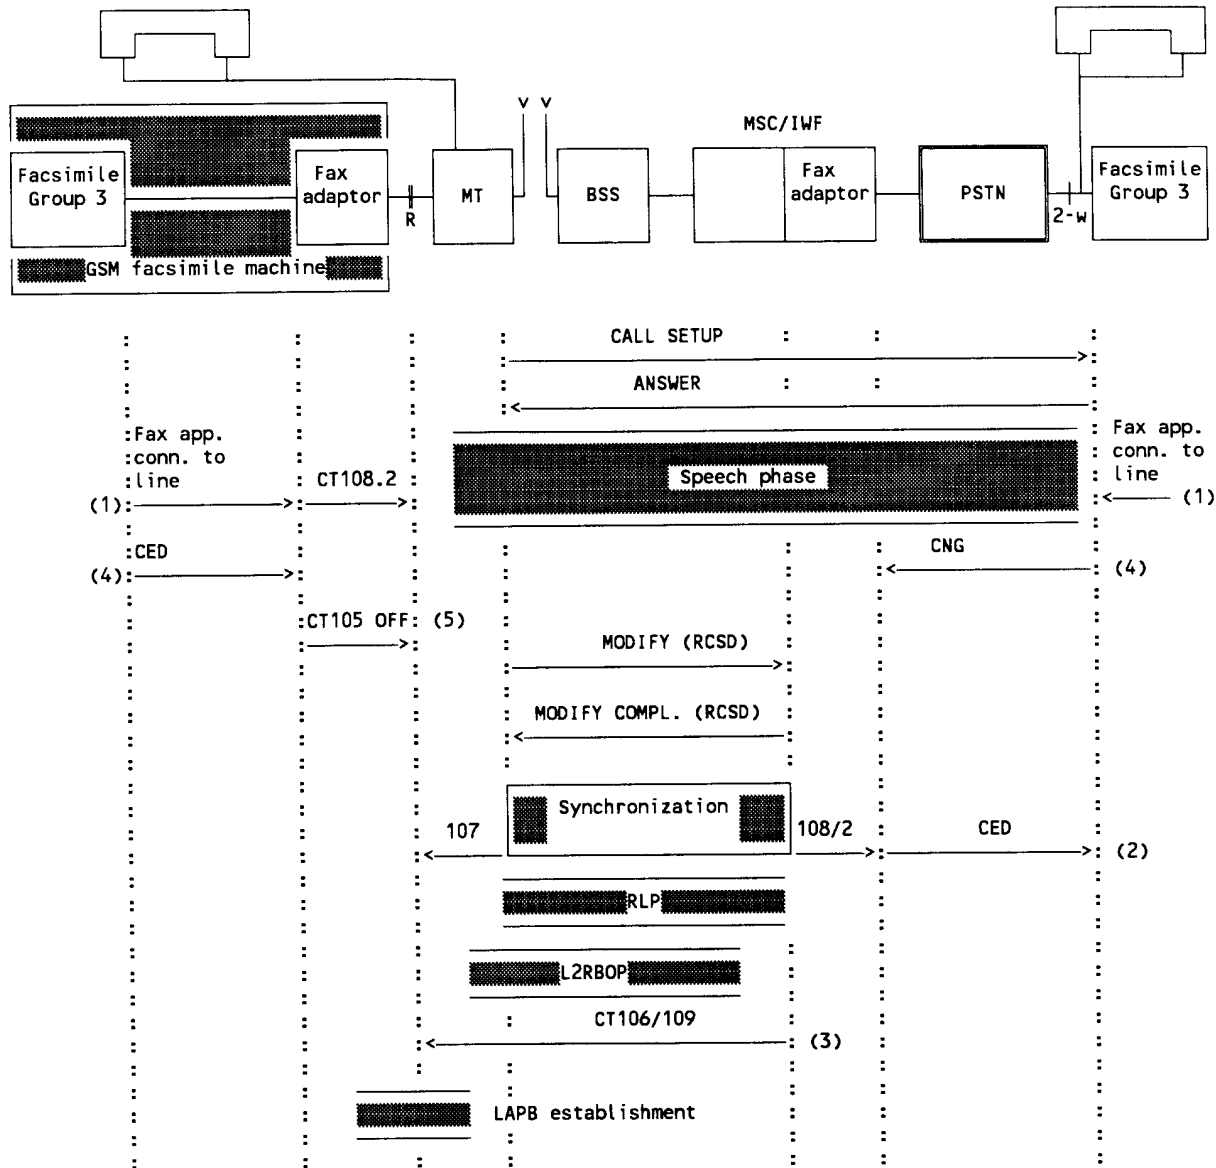 v v
MSC/IWF
Facsimile
Group 3
Fax
adaptor
R
MT
BSS
Fax
adaptor
PSTN
2-w
Facsimile
Group 3
GSM facsimile machine
CALL SETUP
ANSWER
Fax app.
conn. to
line
(1)
CT108.2
Speech phase
Fax app.
conn. to
line
(1)
CED
(4)
CNG
(4)
CT105 OFF
(5)
MODIFY (RCSD)
MODIFY COMPL. (RCSD)
Synchronization
107
108/2
CED
(2)
RLP
L2RBOP
CT106/109
(3)
LAPB establishment